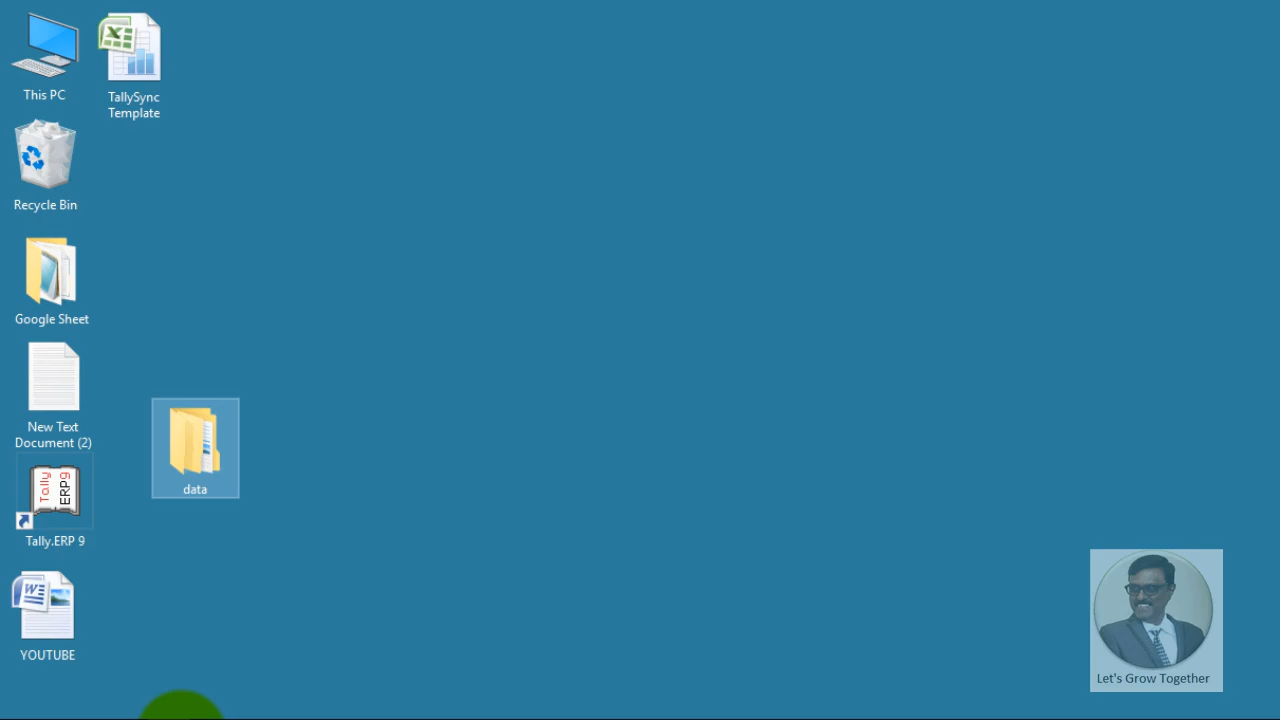 This PC
TallySync
Template
Recycle Bin
Google Sheet
New Text
Document (2)
Tally
ERP9
Tally.ERP 9
data
YOUTUBE
Let's Grow Together